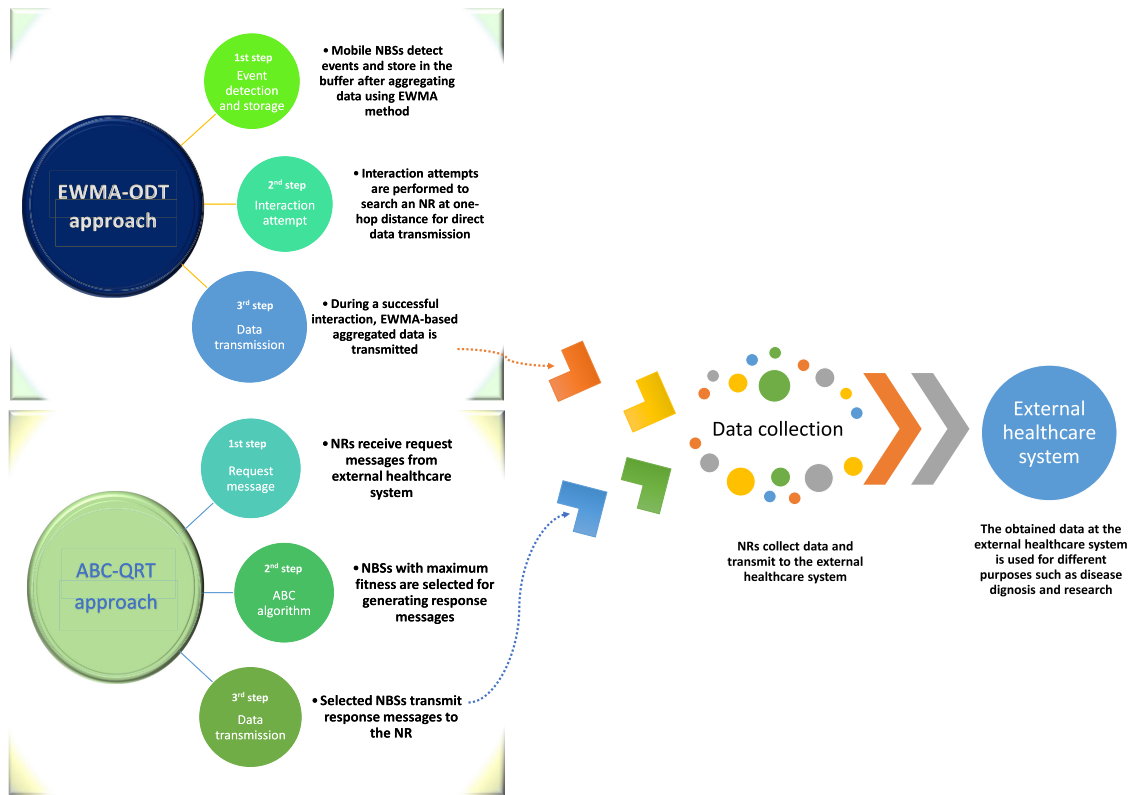 EWMA-ODT
approach
1st step
Event
detection
and storage
• Mobile NBSs detect
events and store in the
buffer after aggregating
data using EWMA
method
2nd step
Interaction
attempt
• Interaction attempts
are performed to
search an NR at one-
hop distance for direct
data transmission
3rd step
Data
transmission
• During a successful
interaction, EWMA-based
aggregated data is
transmitted
ABC-QRT
approach
1st step
Request
message
• NRs receive request
messages from
external healthcare
system
2nd step
ABC
algorithm
• NBSs with maximum
fitness are selected for
generating response
messages
3rd step
Data
transmission
• Selected NBSs transmit
response messages to
the NR
Data collection
NRs collect data and
transmit to the external
healthcare system
External
healthcare
system
The obtained data at the
external healthcare system
is used for different
purposes such as disease
dignosis and research